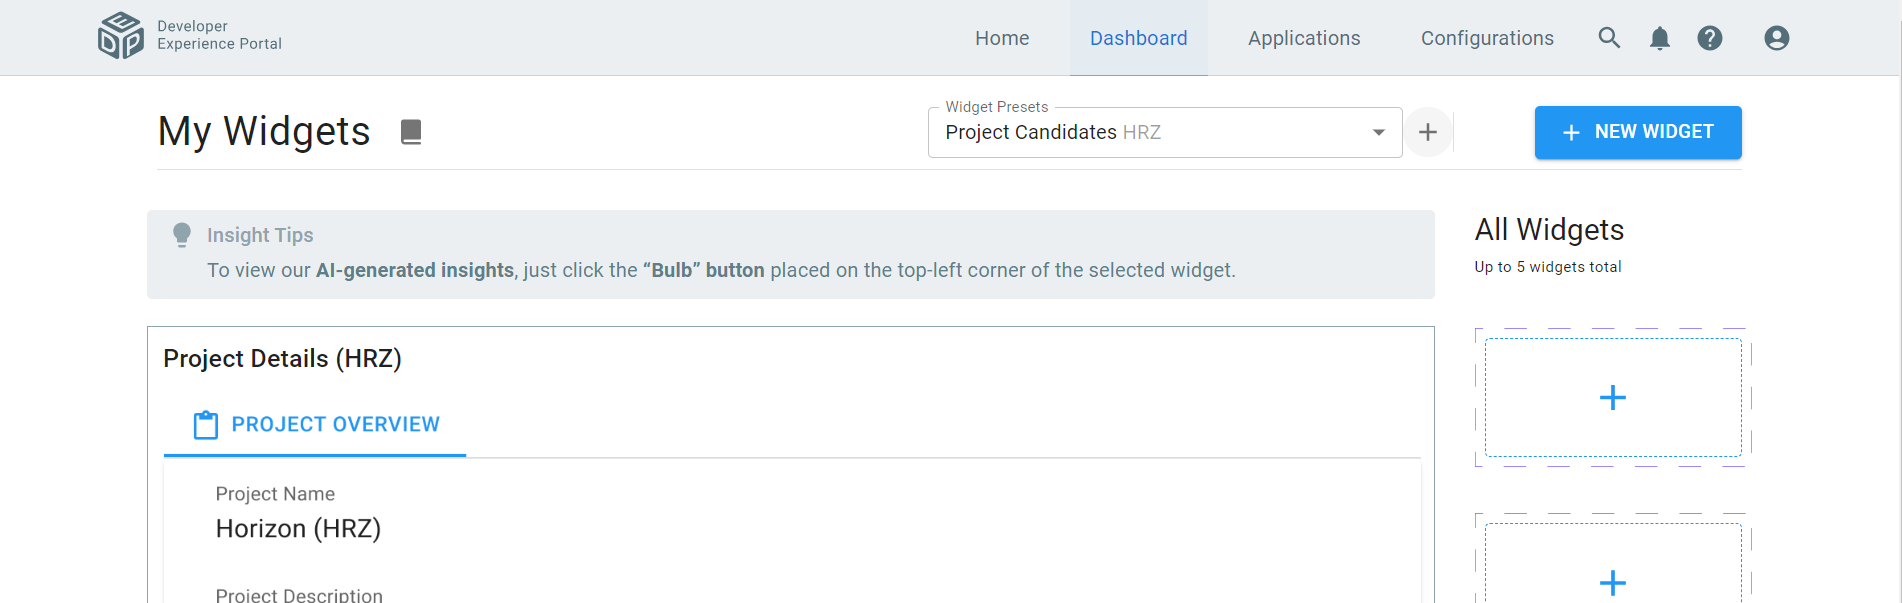 EDP
Developer
Experience Portal
Home
Dashboard
Applications
Configurations
My Widgets
Widget Presets
Project Candidates HRZ
NEW WIDGET
Insight Tips
To view our AI-generated insights, just click the “Bulb” button placed on the top-left corner of the selected widget.
All Widgets
Up to 5 widgets total
Project Details (HRZ)
PROJECT OVERVIEW
Project Name
Horizon (HRZ)
Project Description